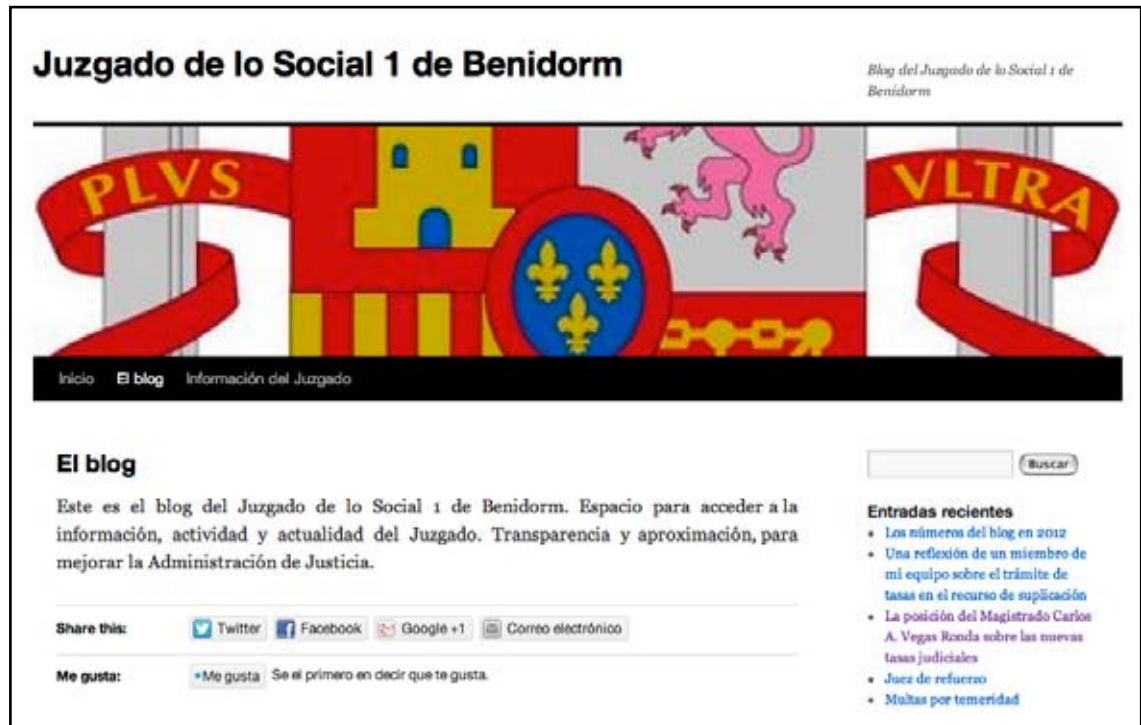 Juzgado de lo Social 1 de Benidorm
Blog del Juzgado de lo Social 1 de
Benidorm
PLVS
VLTRA
Inicio El blog Información del Juzgado
El blog
Este es el blog del Juzgado de lo Social 1 de Benidorm. Espacio para acceder a la
información, actividad y actualidad del Juzgado. Transparencia y aproximación, para
mejorar la Administración de Justicia.
Share this: Twitter Facebook Google +1 Correo electrónico
Me gusta: Me gusta Se el primero en decir que te gusta.
Buscar
Entradas recientes
Los números del blog en 2012
Una reflexión de un miembro de
mi equipo sobre el trámite de
tasas en el recurso de suplicación
La posición del Magistrado Carlos
A. Vegas Ronda sobre las nuevas
tasas judiciales
Juez de refuerzo
Multas por temeridad